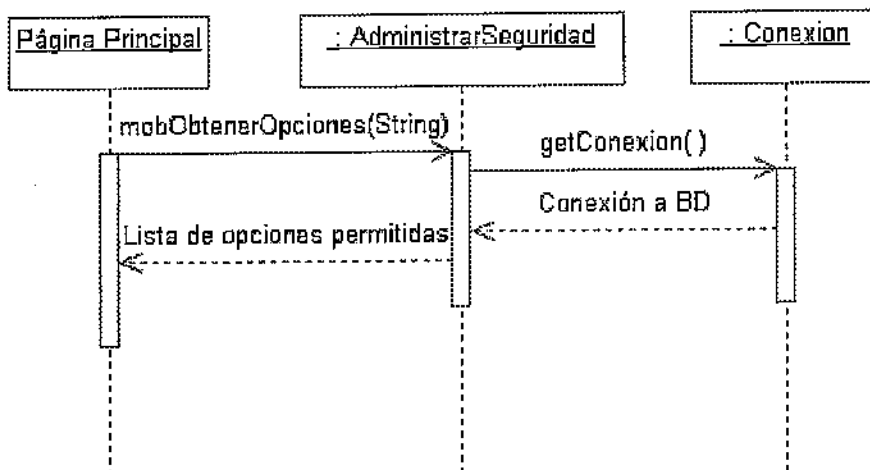 Página Principal
: AdministrarSeguridad
: Conexion
mobObtenerOpciones(String)
getConexion( )
Conexión a BD
Lista de opciones permitidas